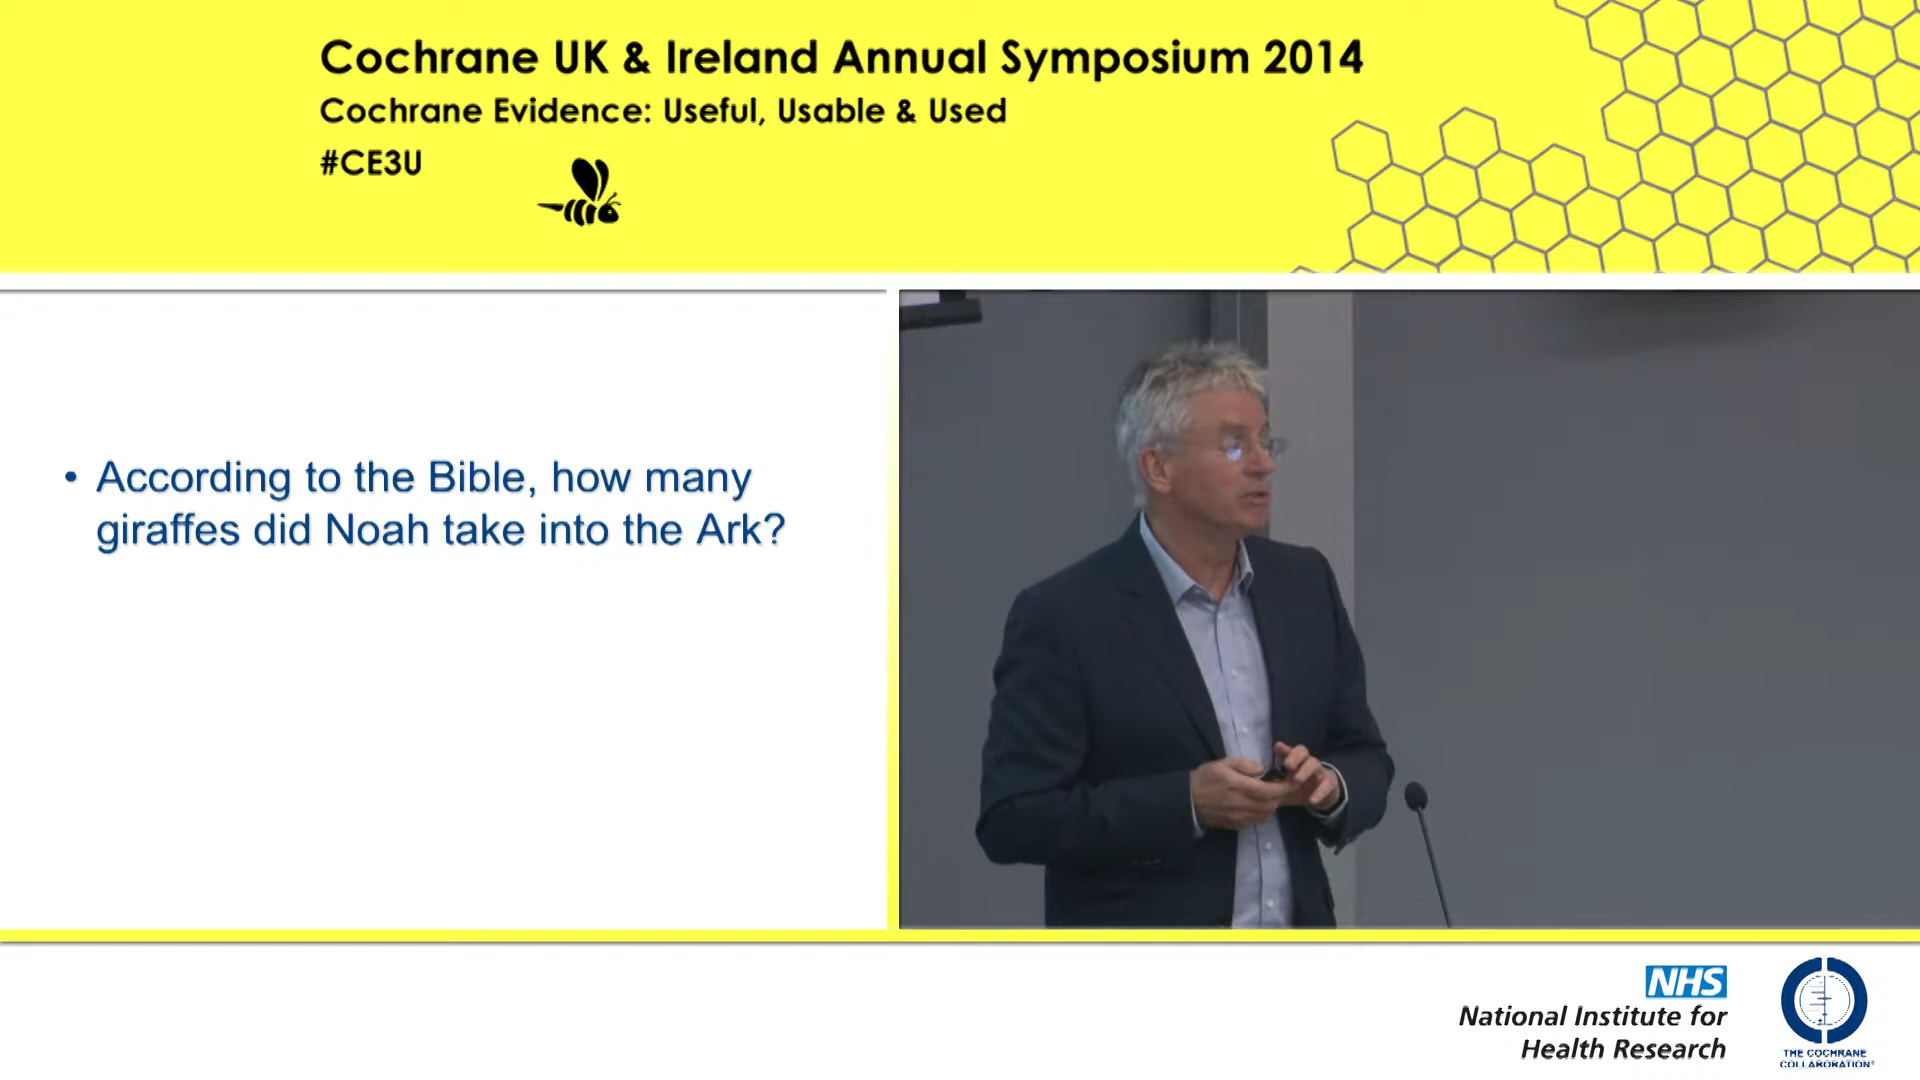 Cochrane UK & Ireland Annual Symposium 2014
Cochrane Evidence: Useful, Usable & Used
#CE3U
• According to the Bible, how many
giraffes did Noah take into the Ark?
NHS
National Institute for
Health Research
THE COCHRANE
COLLABORATION®